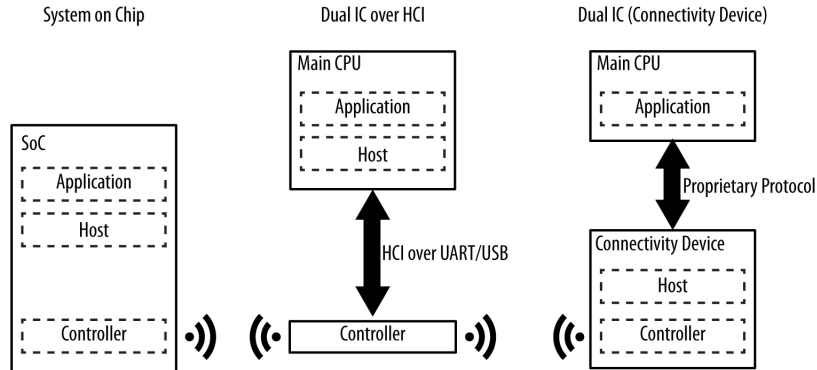 System on Chip
SoC
Application
Host
Controller
Dual IC over HCI
Main CPU
Application
Host
HCI over UART/USB
Controller
Dual IC (Connectivity Device)
Main CPU
Application
Proprietary Protocol
Connectivity Device
Host
Controller